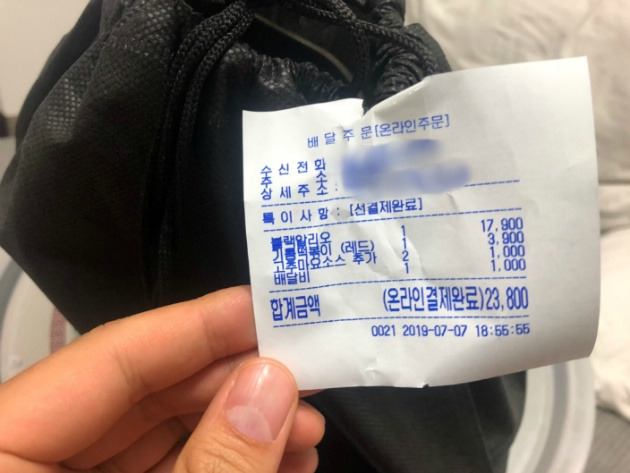 배달주문[온라인주문]
수신전화
주 소
상세주소 :
특이사항 : [선결제완료]
블랙알리오 1 17,900
기름떡볶이 (레드) 1 3,900
고추마요소스 추가 2 1,000
배달비 1 1,000
합계금액 (온라인결제완료)23,800
0021 2019-07-07 18:55:55